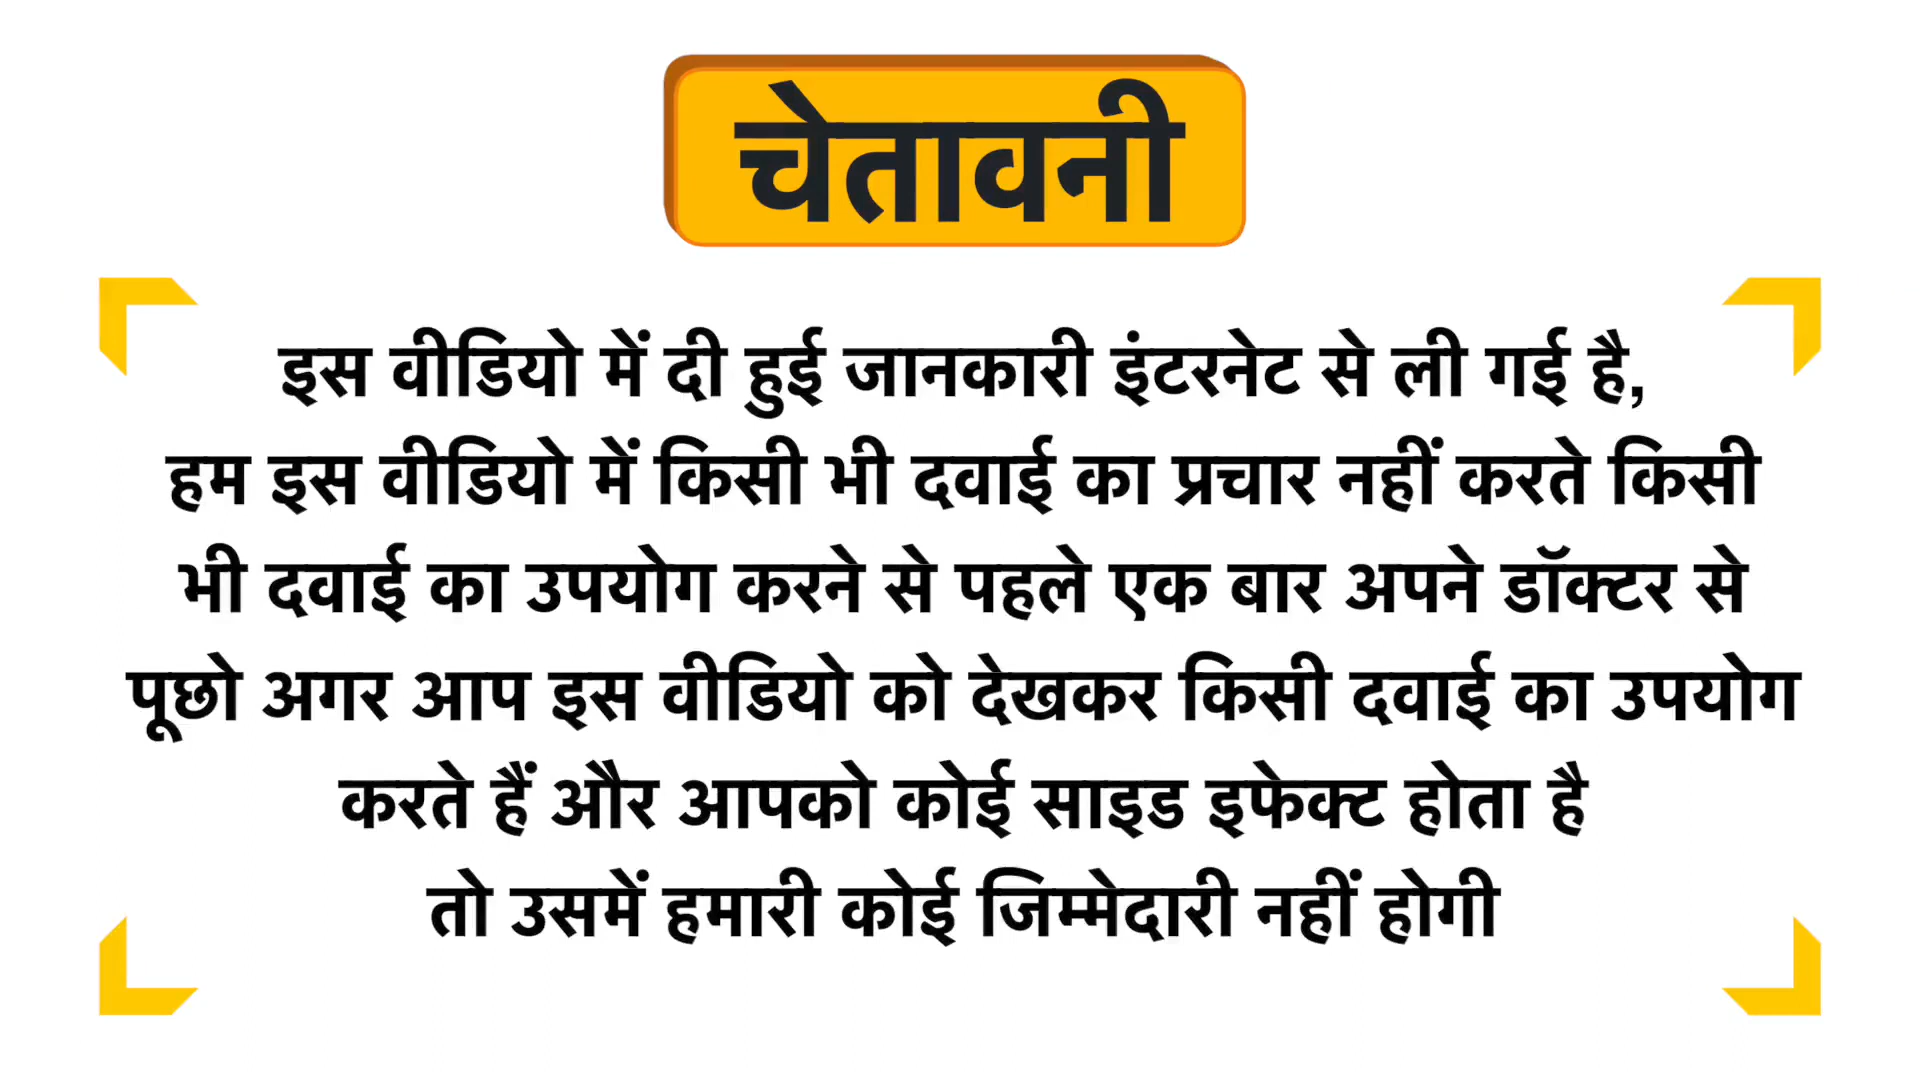 चेतावनी
इस वीडियो में दी हुई जानकारी इंटरनेट से ली गई है,
हम इस वीडियो में किसी भी दवाई का प्रचार नहीं करते किसी
भी दवाई का उपयोग करने से पहले एक बार अपने डॉक्टर से
पूछो अगर आप इस वीडियो को देखकर किसी दवाई का उपयोग
करते हैं और आपको कोई साइड इफेक्ट होता है
तो उसमें हमारी कोई जिम्मेदारी नहीं होगी